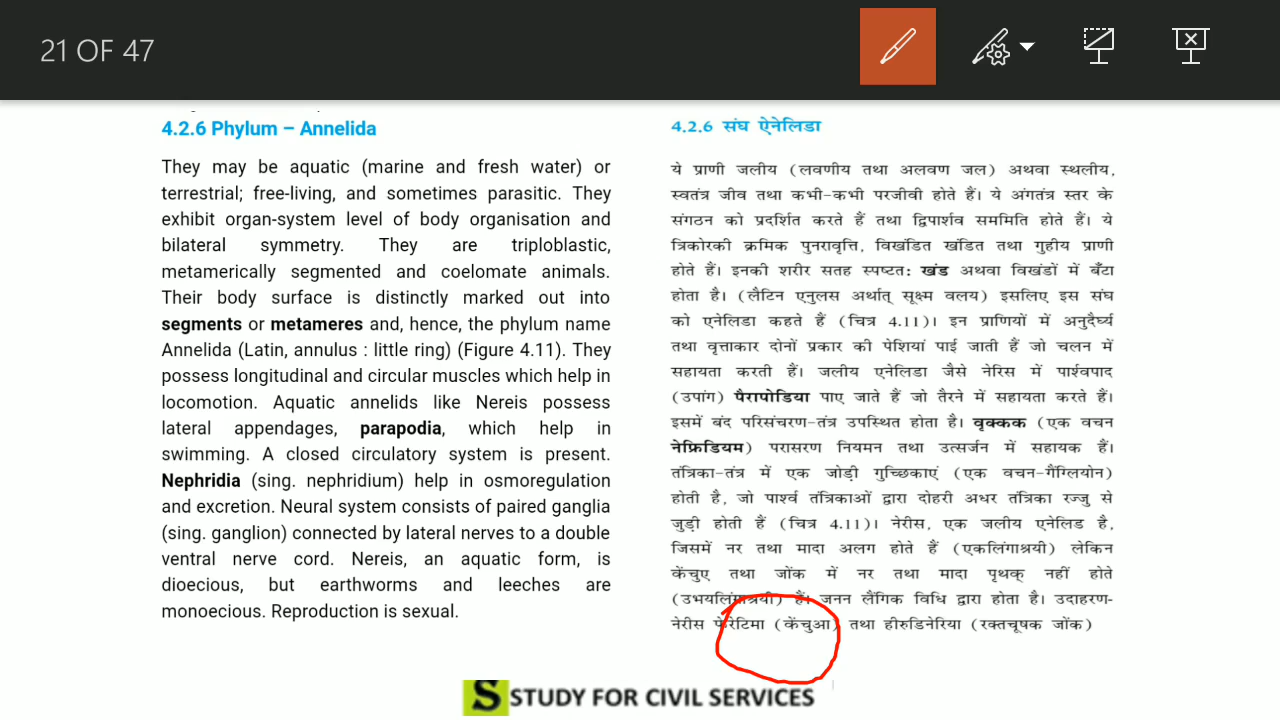 21 OF 47
4.2.6 Phylum – Annelida
They may be aquatic (marine and fresh water) or
terrestrial; free-living, and sometimes parasitic. They
exhibit organ-system level of body organisation and
bilateral symmetry. They are triploblastic,
metamerically segmented and coelomate animals.
Their body surface is distinctly marked out into
segments or metameres and, hence, the phylum name
Annelida (Latin, annulus : little ring) (Figure 4.11). They
possess longitudinal and circular muscles which help in
locomotion. Aquatic annelids like Nereis possess
lateral appendages, parapodia, which help in
swimming. A closed circulatory system is present.
Nephridia (sing. nephridium) help in osmoregulation
and excretion. Neural system consists of paired ganglia
(sing. ganglion) connected by lateral nerves to a double
ventral nerve cord. Nereis, an aquatic form, is
dioecious, but earthworms and leeches are
monoecious. Reproduction is sexual.
4.2.6 संघ ऐनेलिडा
ये प्राणी जलीय (लवणीय तथा अलवण जल) अथवा स्थलीय,
स्वतंत्र जीव तथा कभी-कभी परजीवी होते हैं। ये अंगतंत्र स्तर के
संगठन को प्रदर्शित करते हैं तथा द्विपार्शव सममिति होते हैं। ये
त्रिकोरकी क्रमिक पुनरावृत्ति, विखंडित खंडित तथा गुहीय प्राणी
होते हैं। इनकी शरीर सतह स्पष्टत: खंड अथवा विखंडों में बँटा
होता है। (लैटिन एनुलस अर्थात् सूक्ष्म वलय) इसलिए इस संघ
को एनेलिडा कहते हैं (चित्र 4.11)। इन प्राणियों में अनुदैर्घ्य
तथा वृत्ताकार दोनों प्रकार की पेशियां पाई जाती हैं जो चलन में
सहायता करती हैं। जलीय एनेलिडा जैसे नेरिस में पार्श्वपाद
(उपांग) पैरापोडिया पाए जाते हैं जो तैरने में सहायता करते हैं।
इसमें बंद परिसंचरण-तंत्र उपस्थित होता है। वृक्कक (एक वचन
नेफ्रिडियम) परासरण नियमन तथा उत्सर्जन में सहायक हैं।
तंत्रिका-तंत्र में एक जोड़ी गुच्छिकाएं (एक वचन-गैंग्लियोन)
होती है, जो पार्श्व तंत्रिकाओं द्वारा दोहरी अधर तंत्रिका रज्जु से
जुड़ी होती हैं (चित्र 4.11)। नेरीस, एक जलीय एनेलिड है,
जिसमें नर तथा मादा अलग होते हैं (एकलिंगाश्रयी) लेकिन
केंचुए तथा जोंक में नर तथा मादा पृथक् नहीं होते
(उभयलिंगाश्रयी) हैं। जनन लैंगिक विधि द्वारा होता है। उदाहरण-
नेरीस फेरेटिमा (केंचुआ) तथा हीरुडिनेरिया (रक्तचूषक जोंक)
S STUDY FOR CIVIL SERVICES